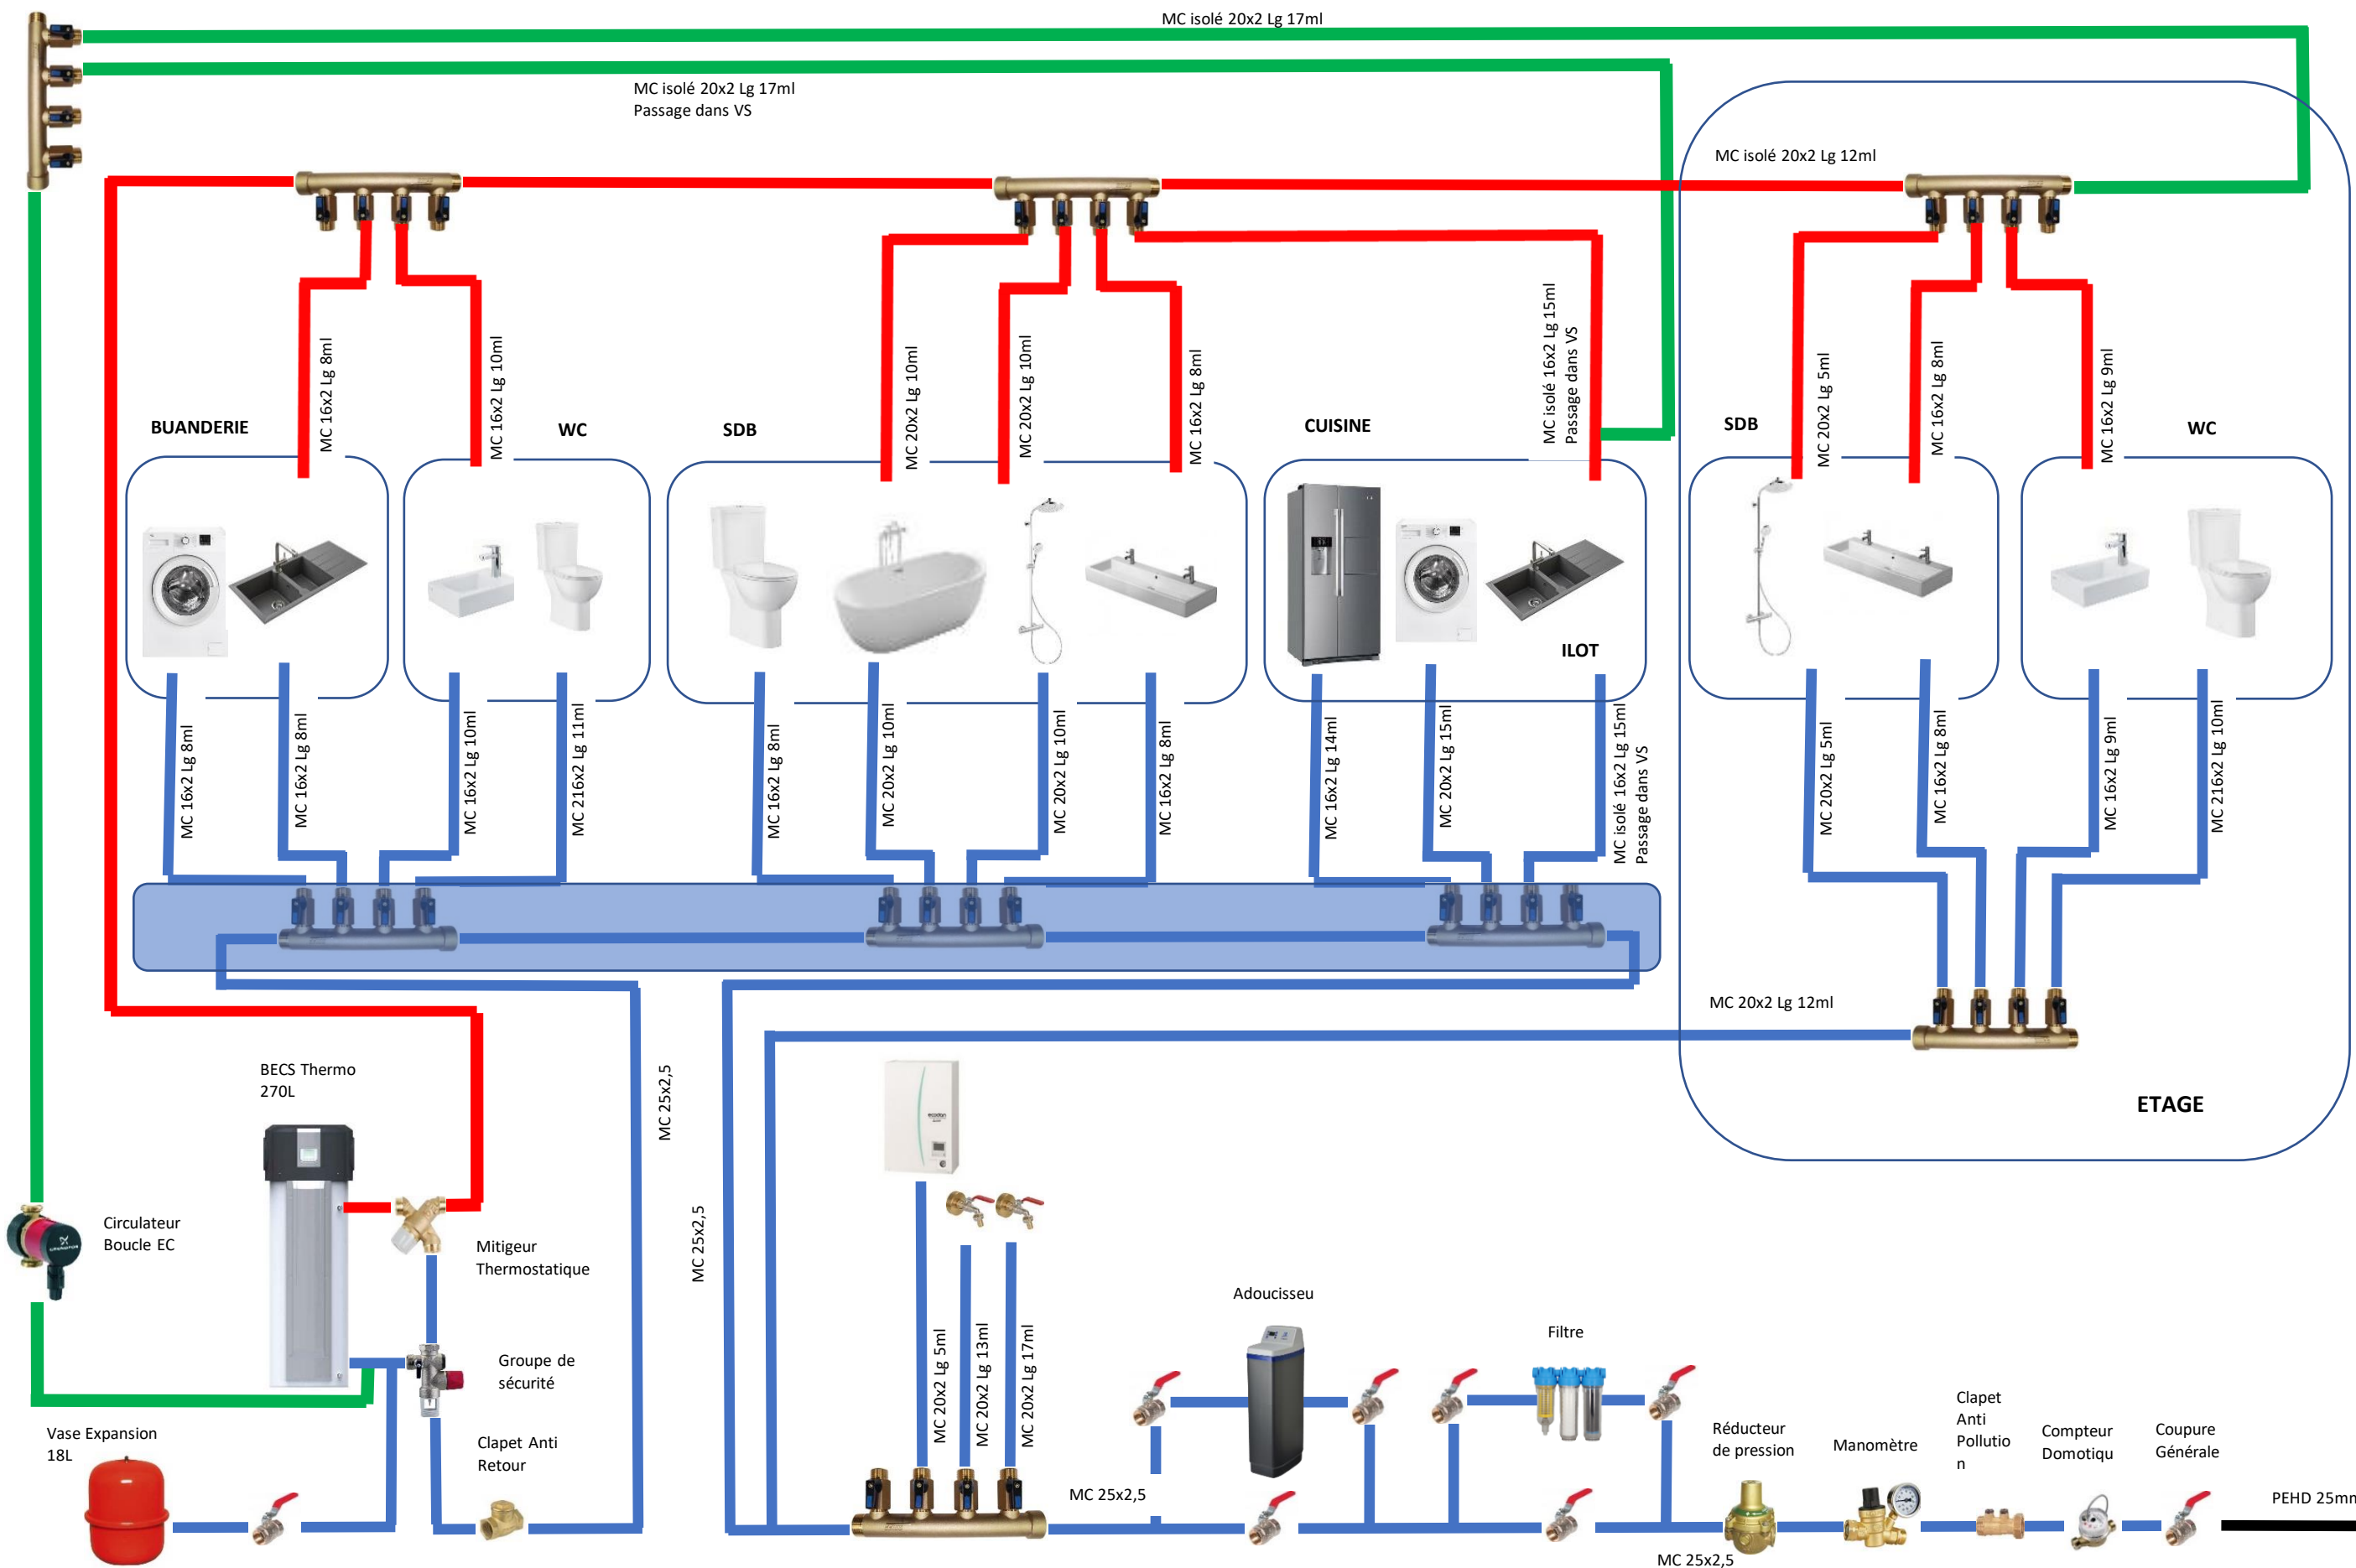 MC isolé 20x2 Lg 17ml
MC isolé 20x2 Lg 17ml
Passage dans VS
MC isolé 20x2 Lg 12ml
MC 16x2 Lg 8ml
MC 16x2 Lg 10ml
MC 20x2 Lg 10ml
MC 20x2 Lg 10ml
MC 16x2 Lg 8ml
MC isolé 16x2 Lg 15ml
Passage dans VS
MC 20x2 Lg 5ml
MC 16x2 Lg 8ml
MC 16x2 Lg 9ml
BUANDERIE
WC
SDB
CUISINE
SDB
WC
ILOT
MC 16x2 Lg 8ml
MC 16x2 Lg 8ml
MC 16x2 Lg 10ml
MC 216x2 Lg 11ml
MC 16x2 Lg 8ml
MC 20x2 Lg 10ml
MC 20x2 Lg 10ml
MC 16x2 Lg 8ml
MC 16x2 Lg 14ml
MC 20x2 Lg 15ml
MC isolé 16x2 Lg 15ml
Passage dans VS
MC 20x2 Lg 5ml
MC 16x2 Lg 8ml
MC 16x2 Lg 9ml
MC 216x2 Lg 10ml
MC 20x2 Lg 12ml
ETAGE
BECS Thermo
270L
MC 25x2,5
MC 25x2,5
ecodan
Circulateur
Boucle EC
Mitigeur
Thermostatique
Groupe de
sécurité
Clapet Anti
Retour
Vase Expansion
18L
MC 20x2 Lg 5ml
MC 20x2 Lg 13ml
MC 20x2 Lg 17ml
MC 25x2,5
Adoucisseu
Filtre
Réducteur
de pression
Manomètre
Clapet
Anti
Pollutio
n
Compteur
Domotiqu
Coupure
Générale
PEHD 25mm
MC 25x2,5